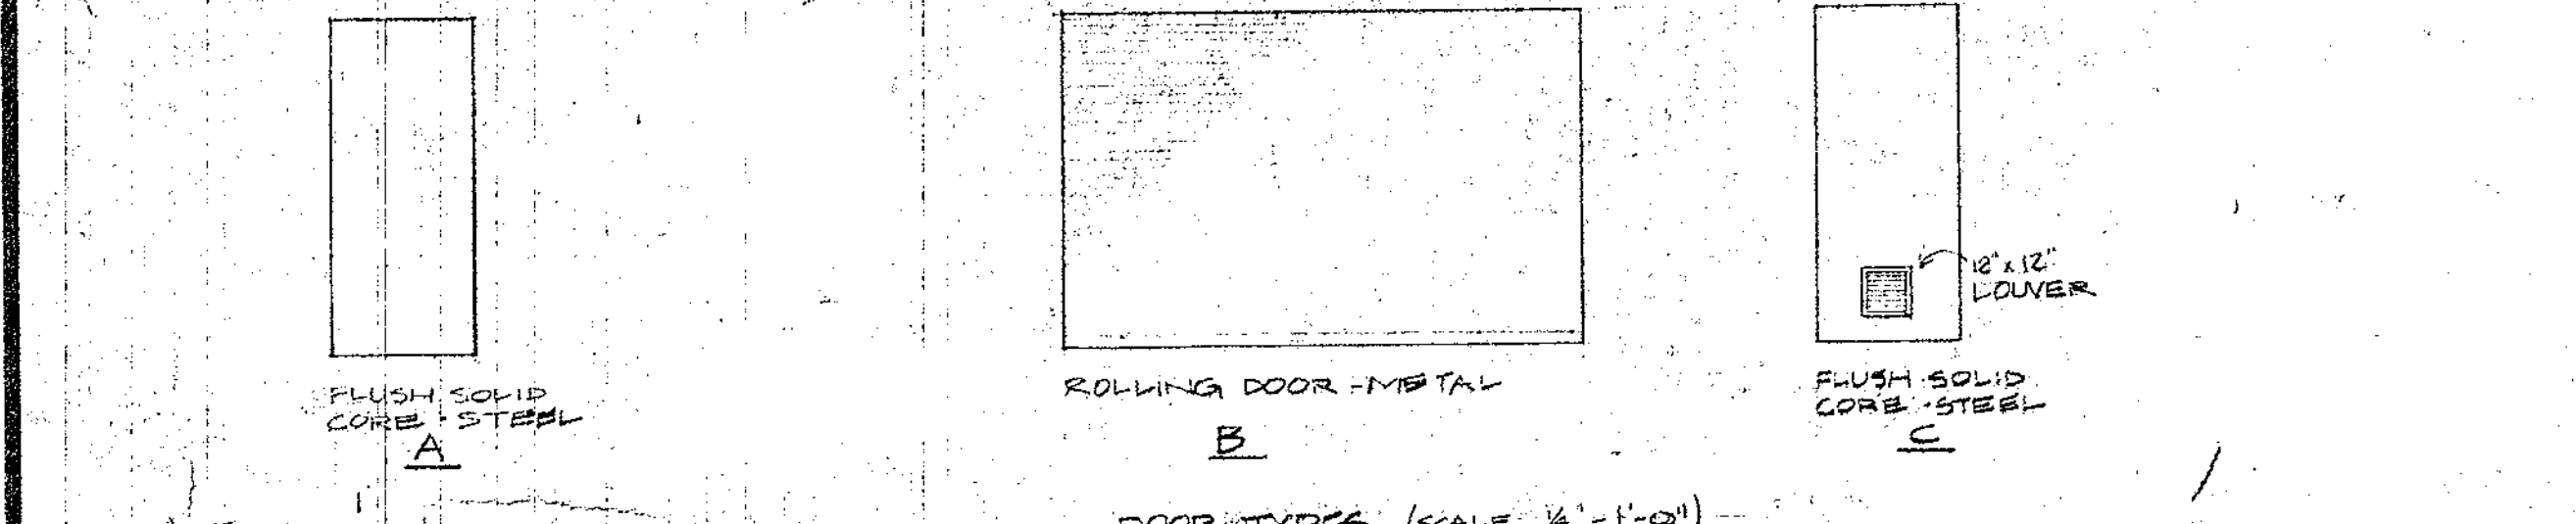 12" x 12"
LOUVER
FLUSH SOLID
CORE · STEEL
A
ROLLING DOOR - METAL
B
FLUSH SOLID
CORE · STEEL
C
DOOR TYPES (SCALE 1/4" = 1'-0")